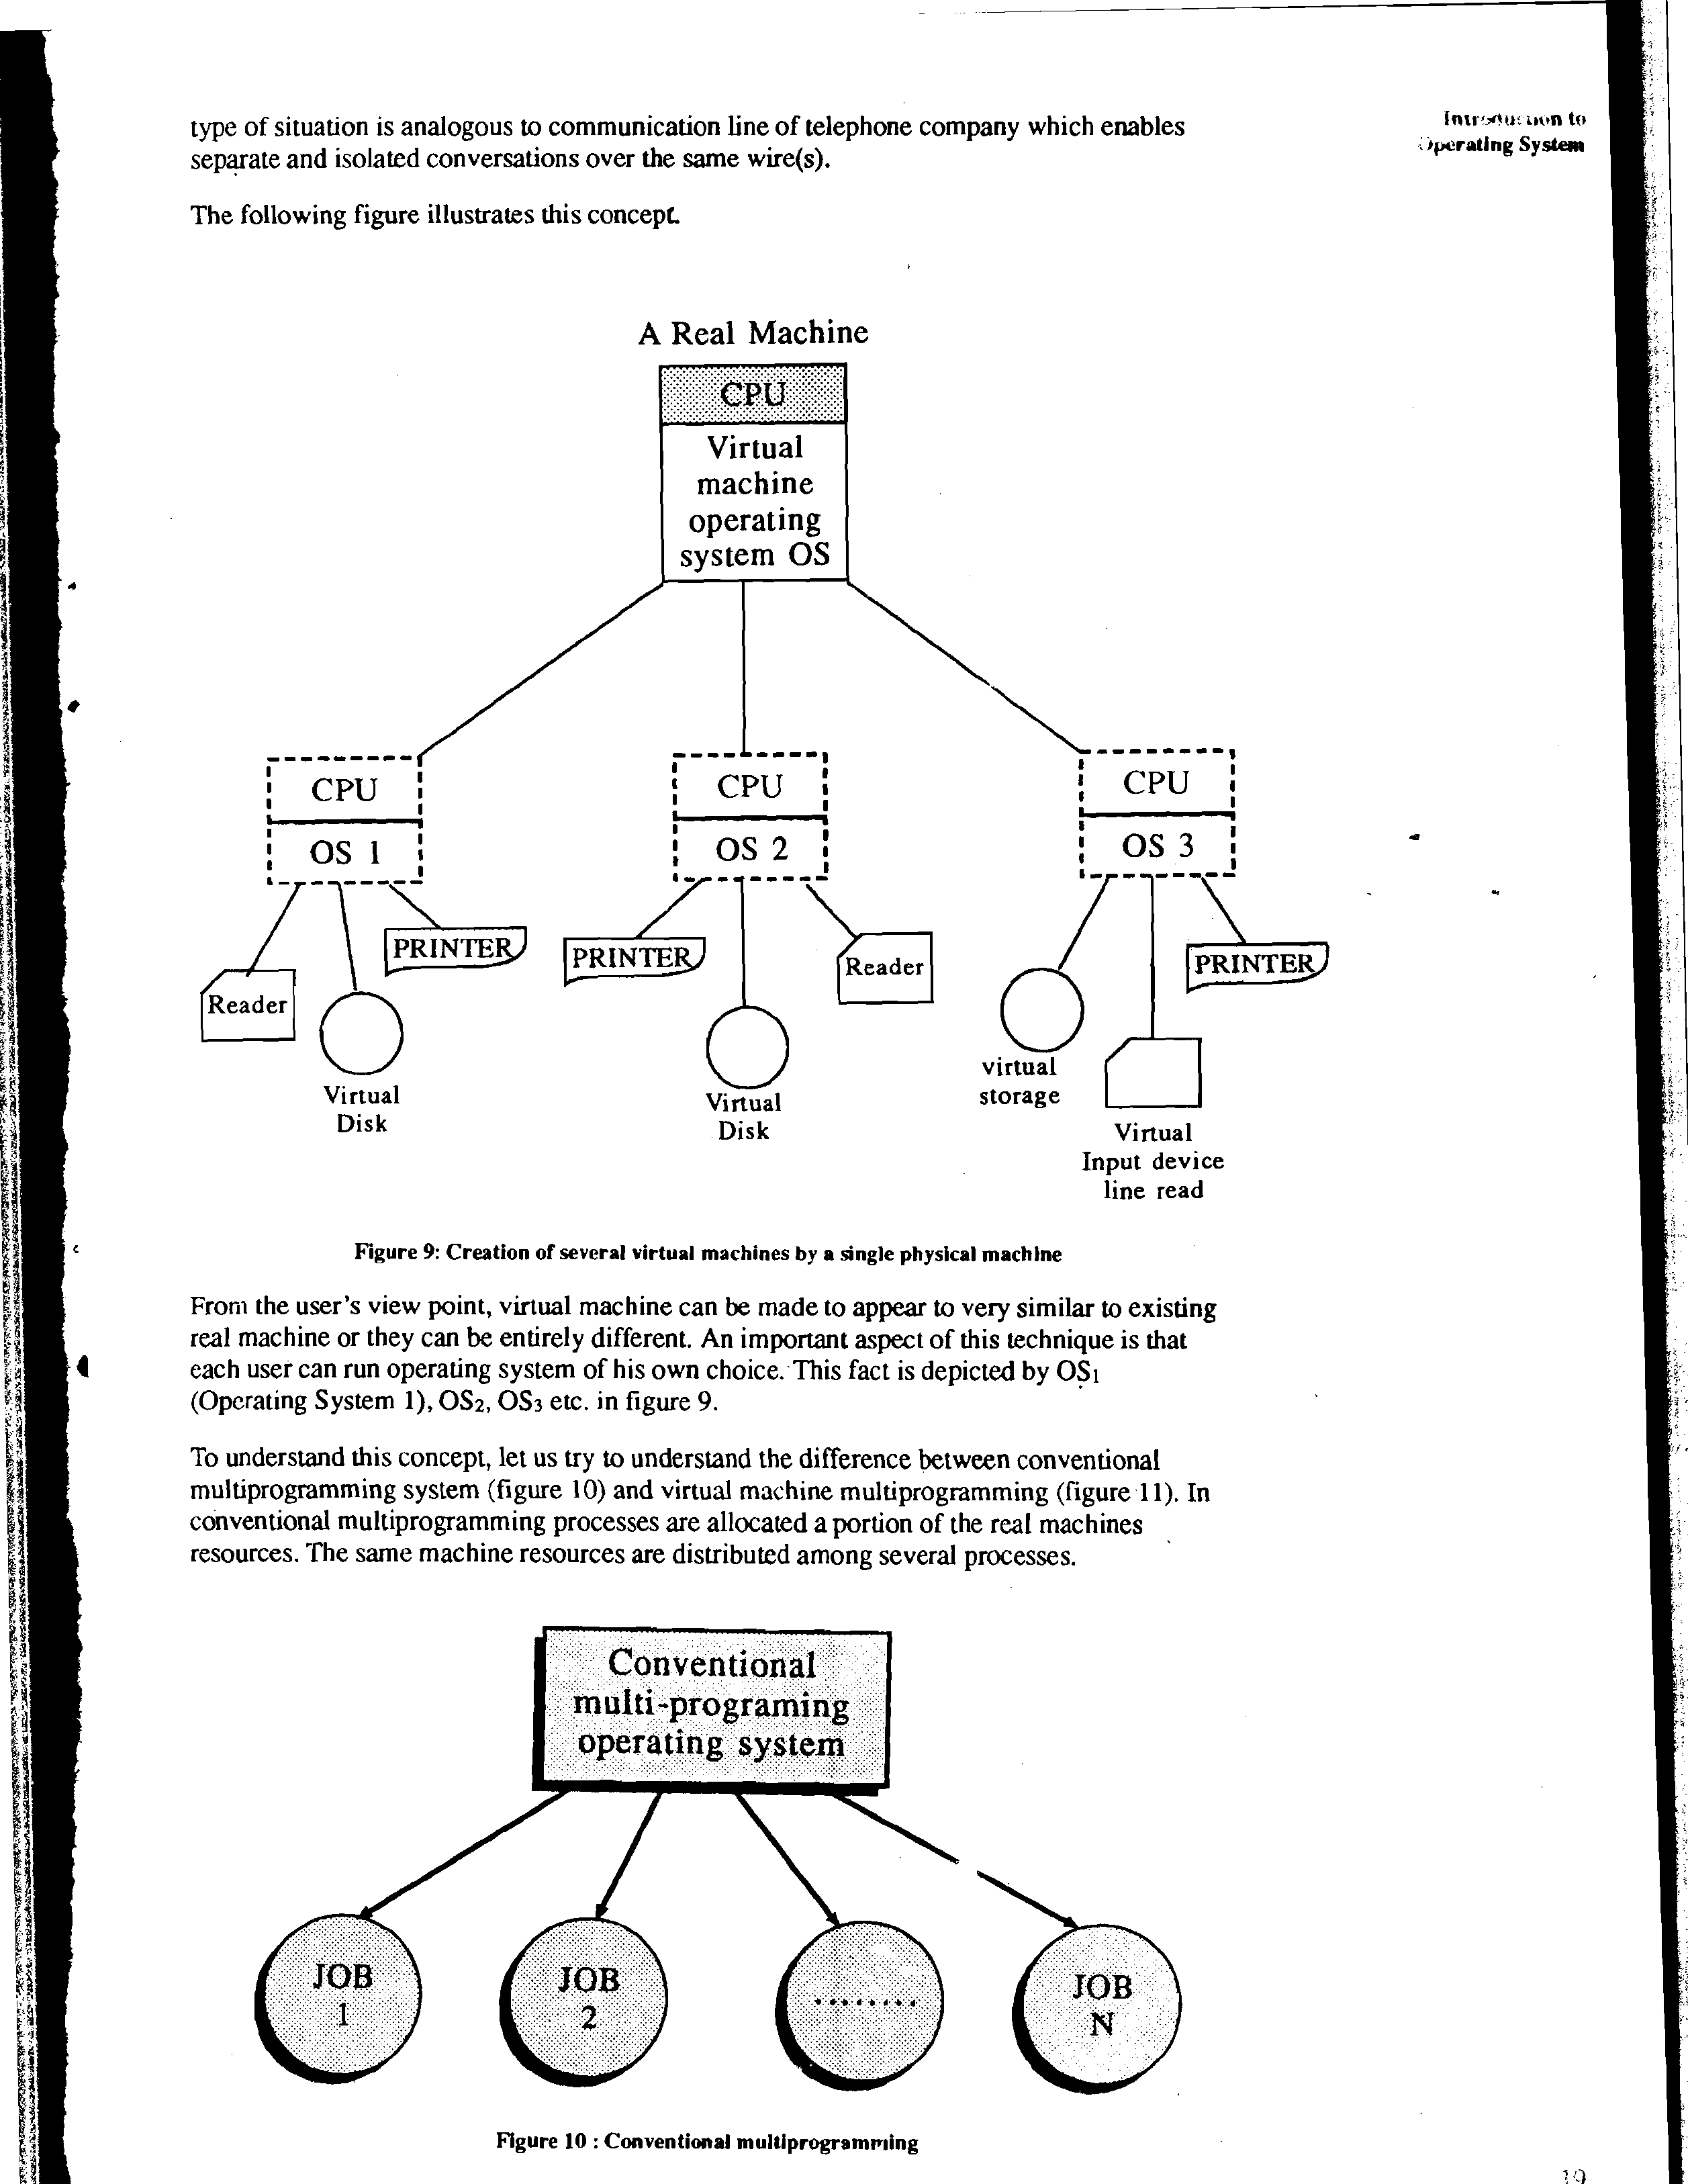 type of situation is analogous to communication line of telephone company which enables
separate and isolated conversations over the same wire(s).
Introduction to
Operating System
The following figure illustrates this concept.
A Real Machine
CPU
Virtual
machine
operating
system OS
CPU
OS 1
CPU
OS 2
CPU
OS 3
Reader
Virtual
Disk
PRINTER
PRINTER
Virtual
Disk
Reader
virtual
storage
Virtual
Input device
line read
PRINTER
Figure 9: Creation of several virtual machines by a single physical machine
From the user's view point, virtual machine can be made to appear to very similar to existing
real machine or they can be entirely different. An important aspect of this technique is that
each user can run operating system of his own choice. This fact is depicted by OS1
(Operating System 1), OS2, OS3 etc. in figure 9.
To understand this concept, let us try to understand the difference between conventional
multiprogramming system (figure 10) and virtual machine multiprogramming (figure 11). In
conventional multiprogramming processes are allocated a portion of the real machines
resources. The same machine resources are distributed among several processes.
Conventional
multi-programing
operating system
JOB
1
JOB
2
........
JOB
N
Figure 10 : Conventional multiprogramming
19